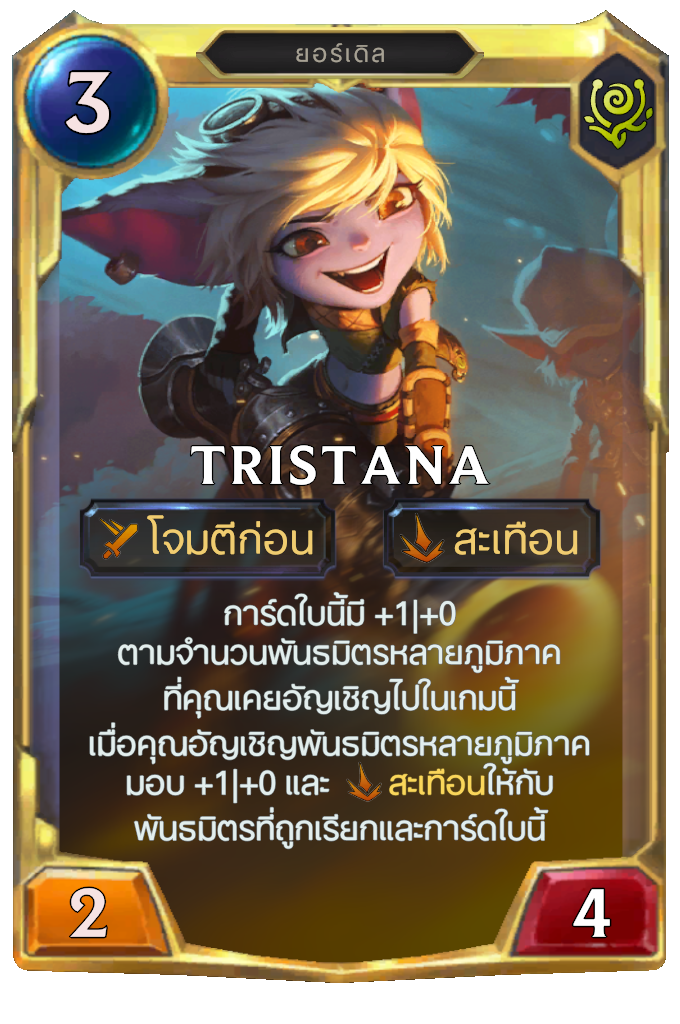 ยอร์เดิล
3
TRISTANA
โจมตีก่อน
สะเทือน
การ์ดใบนี้มี +1|+0
ตามจำนวนพันธมิตรหลายภูมิภาค
ที่คุณเคยอัญเชิญไปในเกมนี้
เมื่อคุณอัญเชิญพันธมิตรหลายภูมิภาค
มอบ +1|+0 และ สะเทือนให้กับ
พันธมิตรที่ถูกเรียกและการ์ดใบนี้
2
4